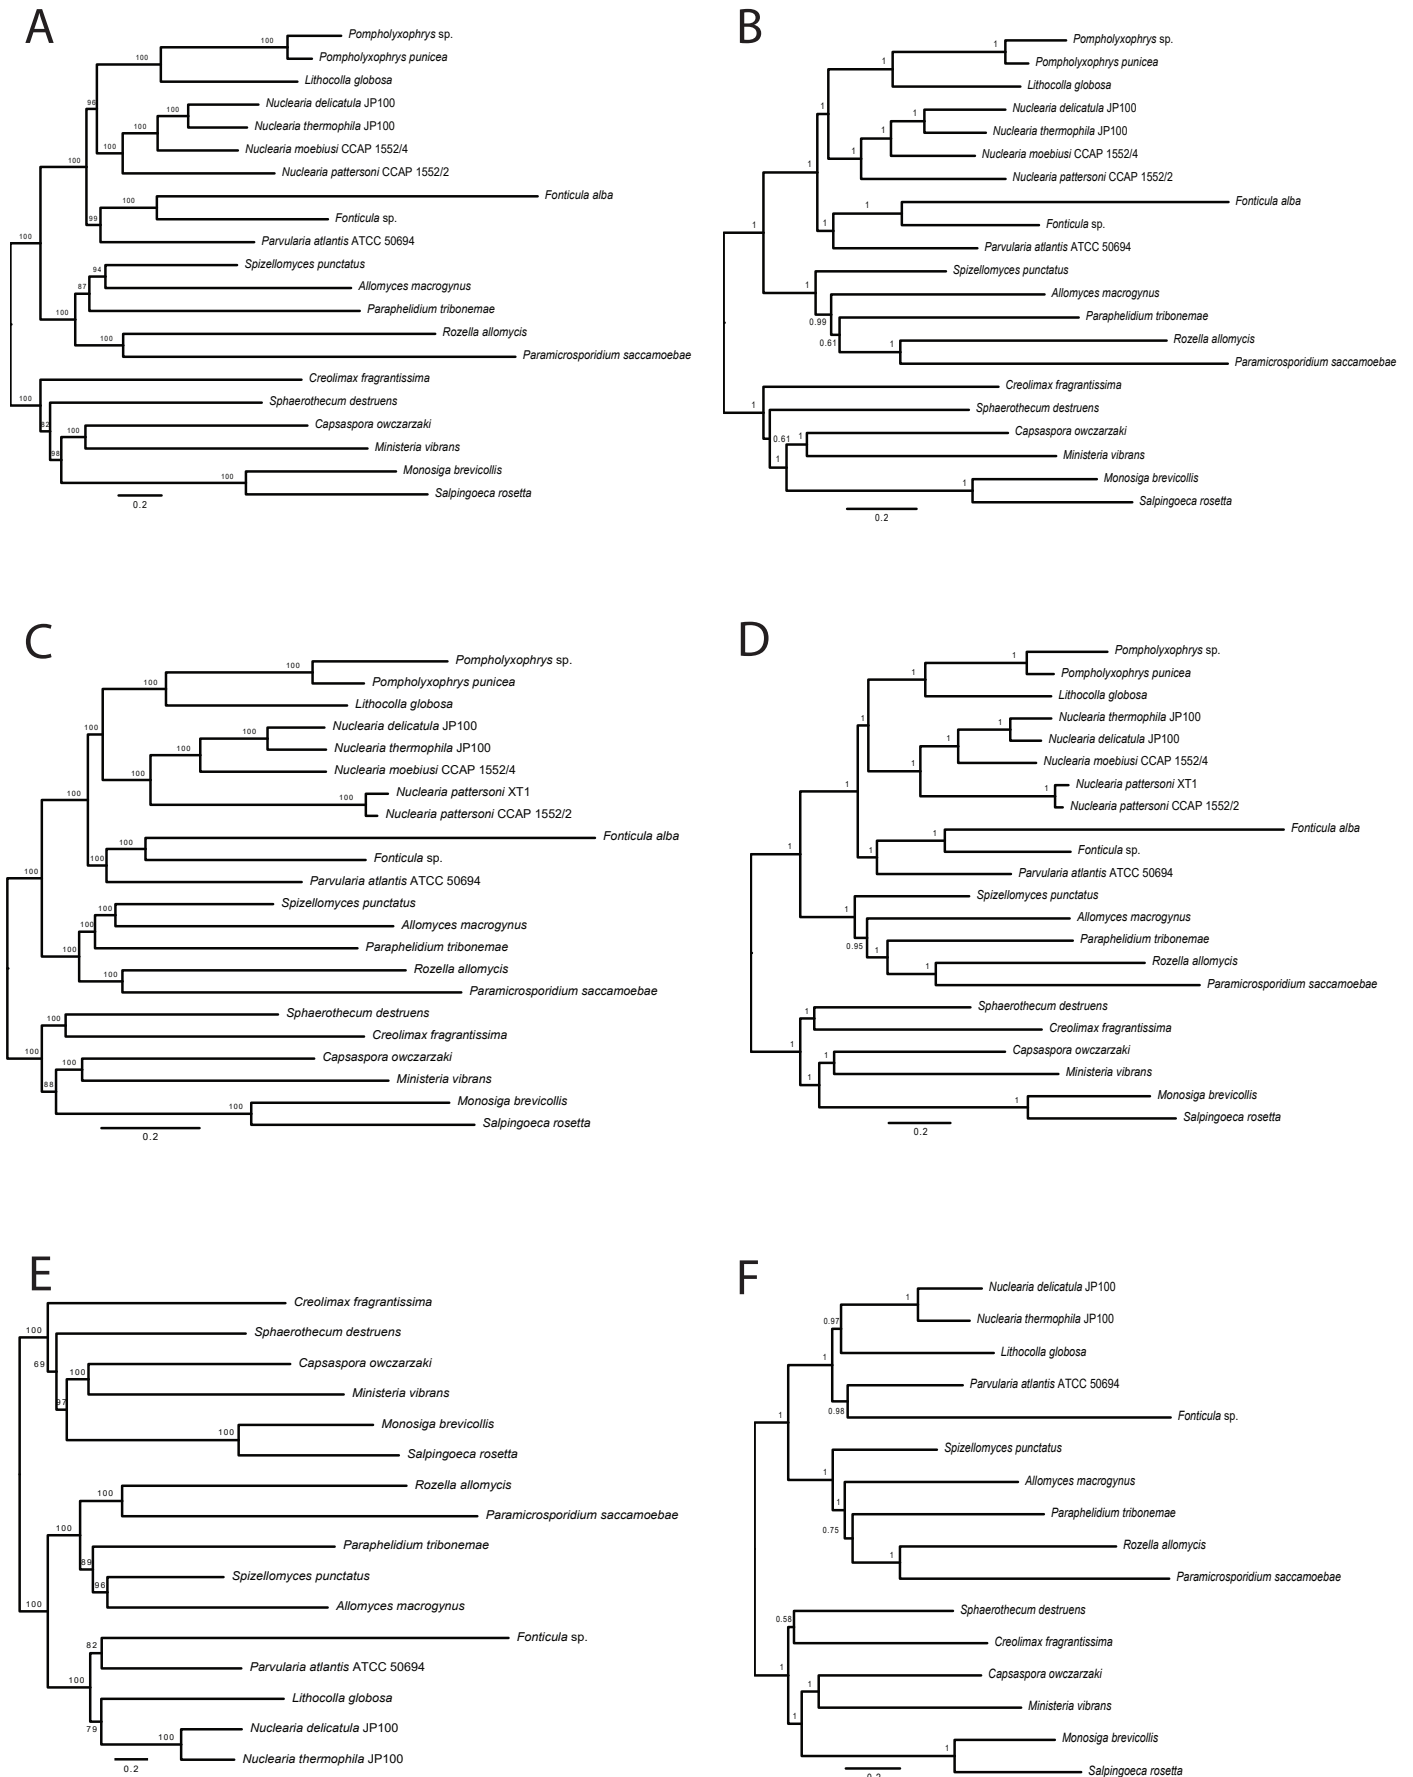 A
100
Pompholyxophrys sp.
Pompholyxophrys punicea
100
Lithocolla globosa
96
Nuclearia delicatula JP100
100
Nuclearia thermophila JP100
100
Nuclearia moebiusi CCAP 1552/4
100
Nuclearia pattersoni CCAP 1552/2
100
Fonticula alba
100
Fonticula sp.
99
Parvularia atlantis ATCC 50694
100
Spizellomyces punctatus
94
Allomyces macrogynus
87
Paraphelidium tribonemae
100
Rozella allomycis
100
Paramicrosporidium saccamoebae
Creolimax fragrantissima
100
Sphaerothecum destruens
82
Capsaspora owczarzaki
100
Ministeria vibrans
98
Monosiga brevicollis
100
Salpingoeca rosetta
0.2
B
1
Pompholyxophrys sp.
Pompholyxophrys punicea
1
Lithocolla globosa
1
Nuclearia delicatula JP100
1
Nuclearia thermophila JP100
1
Nuclearia moebiusi CCAP 1552/4
1
Nuclearia pattersoni CCAP 1552/2
1
Fonticula alba
1
Fonticula sp.
1
Parvularia atlantis ATCC 50694
1
Spizellomyces punctatus
1
Allomyces macrogynus
0.99
Paraphelidium tribonemae
0.61
Rozella allomycis
1
Paramicrosporidium saccamoebae
Creolimax fragrantissima
1
Sphaerothecum destruens
0.61
Capsaspora owczarzaki
1
Ministeria vibrans
1
Monosiga brevicollis
1
Salpingoeca rosetta
0.2
C
100
Pompholyxophrys sp.
Pompholyxophrys punicea
100
Lithocolla globosa
100
Nuclearia delicatula JP100
100
Nuclearia thermophila JP100
100
Nuclearia moebiusi CCAP 1552/4
100
Nuclearia pattersoni XT1
100
Nuclearia pattersoni CCAP 1552/2
100
Fonticula alba
100
Fonticula sp.
100
Parvularia atlantis ATCC 50694
100
Spizellomyces punctatus
100
Allomyces macrogynus
100
Paraphelidium tribonemae
100
Rozella allomycis
100
Paramicrosporidium saccamoebae
Sphaerothecum destruens
100
Creolimax fragrantissima
100
Capsaspora owczarzaki
100
Ministeria vibrans
88
Monosiga brevicollis
100
Salpingoeca rosetta
0.2
D
1
Pompholyxophrys sp.
Pompholyxophrys punicea
1
Lithocolla globosa
1
Nuclearia thermophila JP100
1
Nuclearia delicatula JP100
1
Nuclearia moebiusi CCAP 1552/4
1
Nuclearia pattersoni XT1
1
Nuclearia pattersoni CCAP 1552/2
1
Fonticula alba
1
Fonticula sp.
1
Parvularia atlantis ATCC 50694
1
Spizellomyces punctatus
1
Allomyces macrogynus
0.95
Paraphelidium tribonemae
1
Rozella allomycis
1
Paramicrosporidium saccamoebae
Sphaerothecum destruens
1
Creolimax fragrantissima
1
Capsaspora owczarzaki
1
Ministeria vibrans
1
Monosiga brevicollis
1
Salpingoeca rosetta
0.2
E
Creolimax fragrantissima
100
Sphaerothecum destruens
69
Capsaspora owczarzaki
100
Ministeria vibrans
97
Monosiga brevicollis
100
Salpingoeca rosetta
Rozella allomycis
100
Paramicrosporidium saccamoebae
100
Paraphelidium tribonemae
89
Spizellomyces punctatus
96
Allomyces macrogynus
100
Fonticula sp.
82
Parvularia atlantis ATCC 50694
100
Lithocolla globosa
79
Nuclearia delicatula JP100
100
Nuclearia thermophila JP100
0.2
F
Nuclearia delicatula JP100
1
Nuclearia thermophila JP100
0.97
Lithocolla globosa
1
Parvularia atlantis ATCC 50694
0.98
Fonticula sp.
1
Spizellomyces punctatus
1
Allomyces macrogynus
1
Paraphelidium tribonemae
0.75
Rozella allomycis
1
Paramicrosporidium saccamoebae
Sphaerothecum destruens
0.58
Creolimax fragrantissima
1
Capsaspora owczarzaki
1
Ministeria vibrans
1
Monosiga brevicollis
1
Salpingoeca rosetta